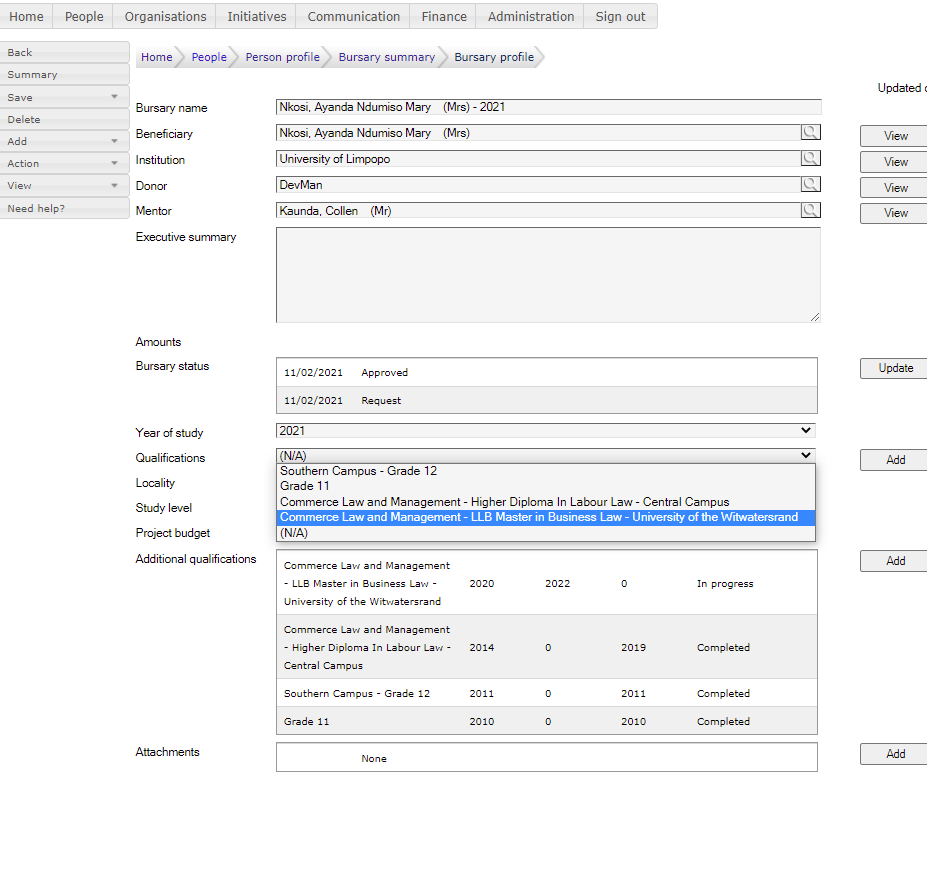 Home People Organisations Initiatives Communication Finance Administration Sign out
Back
Summary
Save
Delete
Add
Action
View
Need help?
Home People Person profile Bursary summary Bursary profile
Updated
Bursary name Nkosi, Ayanda Ndumiso Mary (Mrs) - 2021
Beneficiary Nkosi, Ayanda Ndumiso Mary (Mrs) View
Institution University of Limpopo View
Donor DevMan View
Mentor Kaunda, Collen (Mr) View
Executive summary
Amounts
Bursary status
11/02/2021 Approved Update
11/02/2021 Request
Year of study 2021
Qualifications (N/A) Add
Southern Campus - Grade 12
Grade 11
Commerce Law and Management - Higher Diploma In Labour Law - Central Campus
Commerce Law and Management - LLB Master in Business Law - University of the Witwatersrand
(N/A)
Locality
Study level
Project budget
Additional qualifications Add
Commerce Law and Management
- LLB Master in Business Law - 2020 2022 0 In progress
University of the Witwatersrand
Commerce Law and Management
- Higher Diploma In Labour Law - 2014 0 2019 Completed
Central Campus
Southern Campus - Grade 12 2011 0 2011 Completed
Grade 11 2010 0 2010 Completed
Attachments None Add